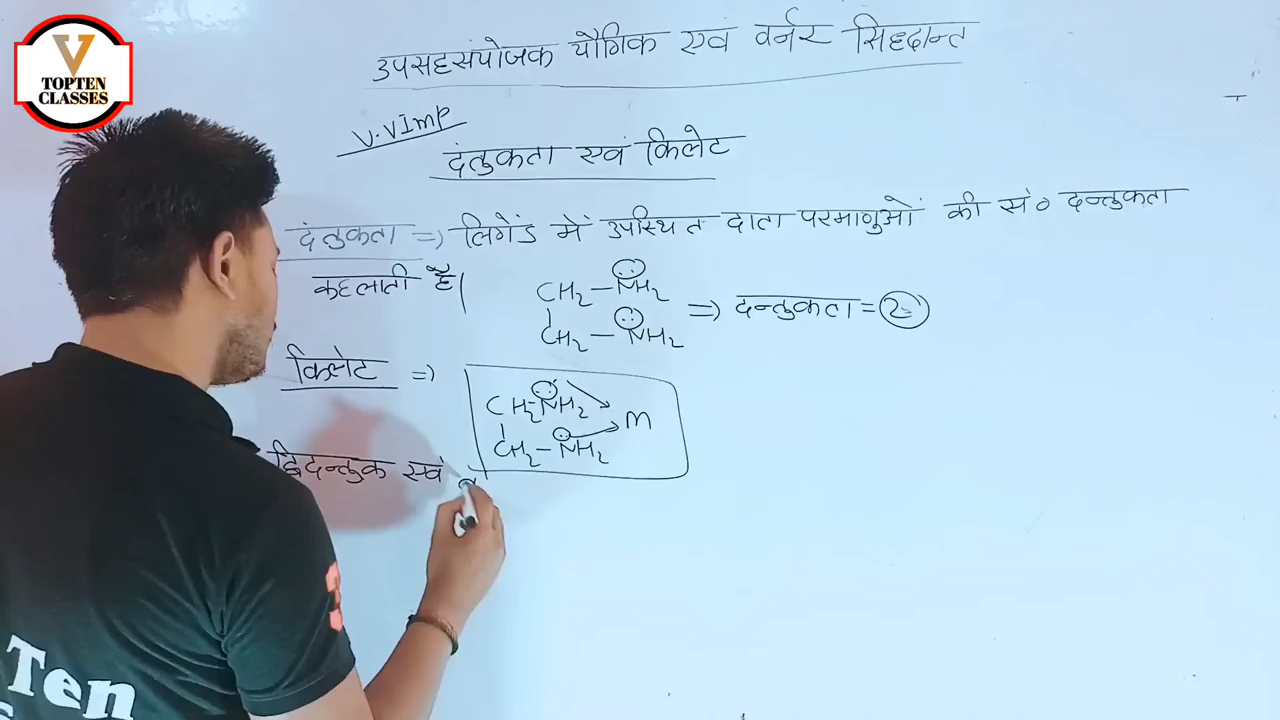 V
TOPTEN
CLASSES
उपसहसंयोजक यौगिक एवं वर्नर सिद्दान्त
V.VImp
दंतुकता एवं किलेट
दंतुकता => लिगेंड में उपस्थित दाता परमाणुओं की सं० दन्तुकता
कहलाती है|
CH2 – NH2
CH2 – NH2 => दन्तुकता = 2
किलेट =>
CH2-NH2
CH2-NH2
M
द्विदन्तुक एवं
Ten